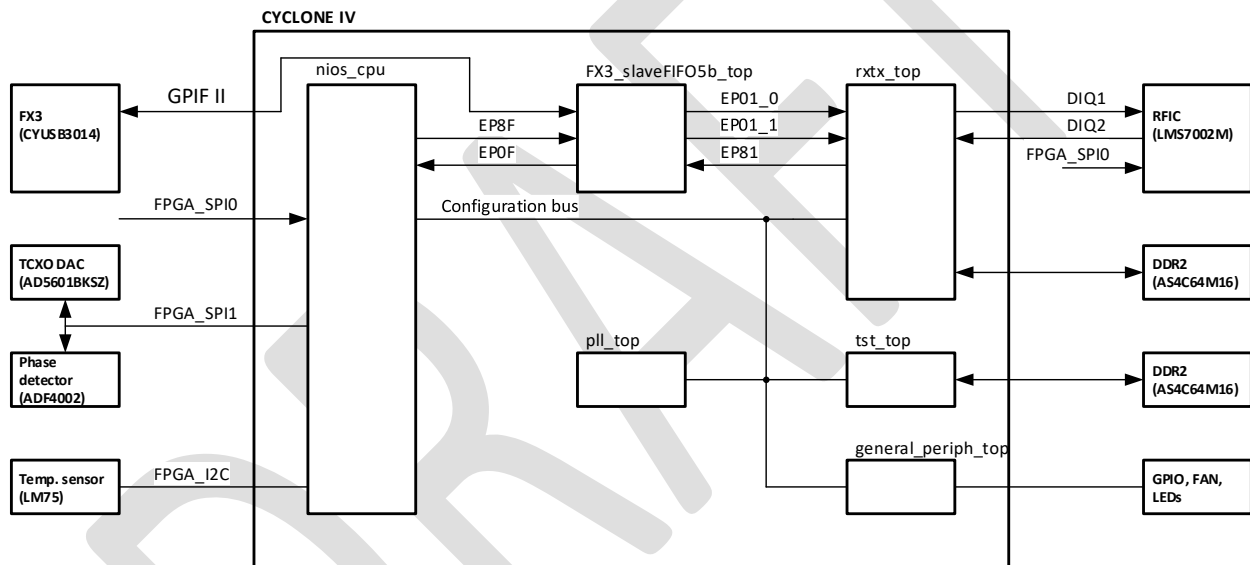 CYCLONE IV
nios_cpu
FX3_slaveFIFO5b_top
rxtx_top
GPIF II
EP01_0
DIQ1
FX3
(CYUSB3014)
EP8F
EP01_1
DIQ2
RFIC
(LMS7002M)
EP0F
EP81
FPGA_SPI0
FPGA_SPI0
Configuration bus
TCXO DAC
(AD5601BKSZ)
DDR2
(AS4C64M16)
FPGA_SPI1
pll_top
tst_top
Phase
detector
(ADF4002)
DDR2
(AS4C64M16)
general_periph_top
Temp. sensor
(LM75)
FPGA_I2C
GPIO, FAN,
LEDs
DRAFT